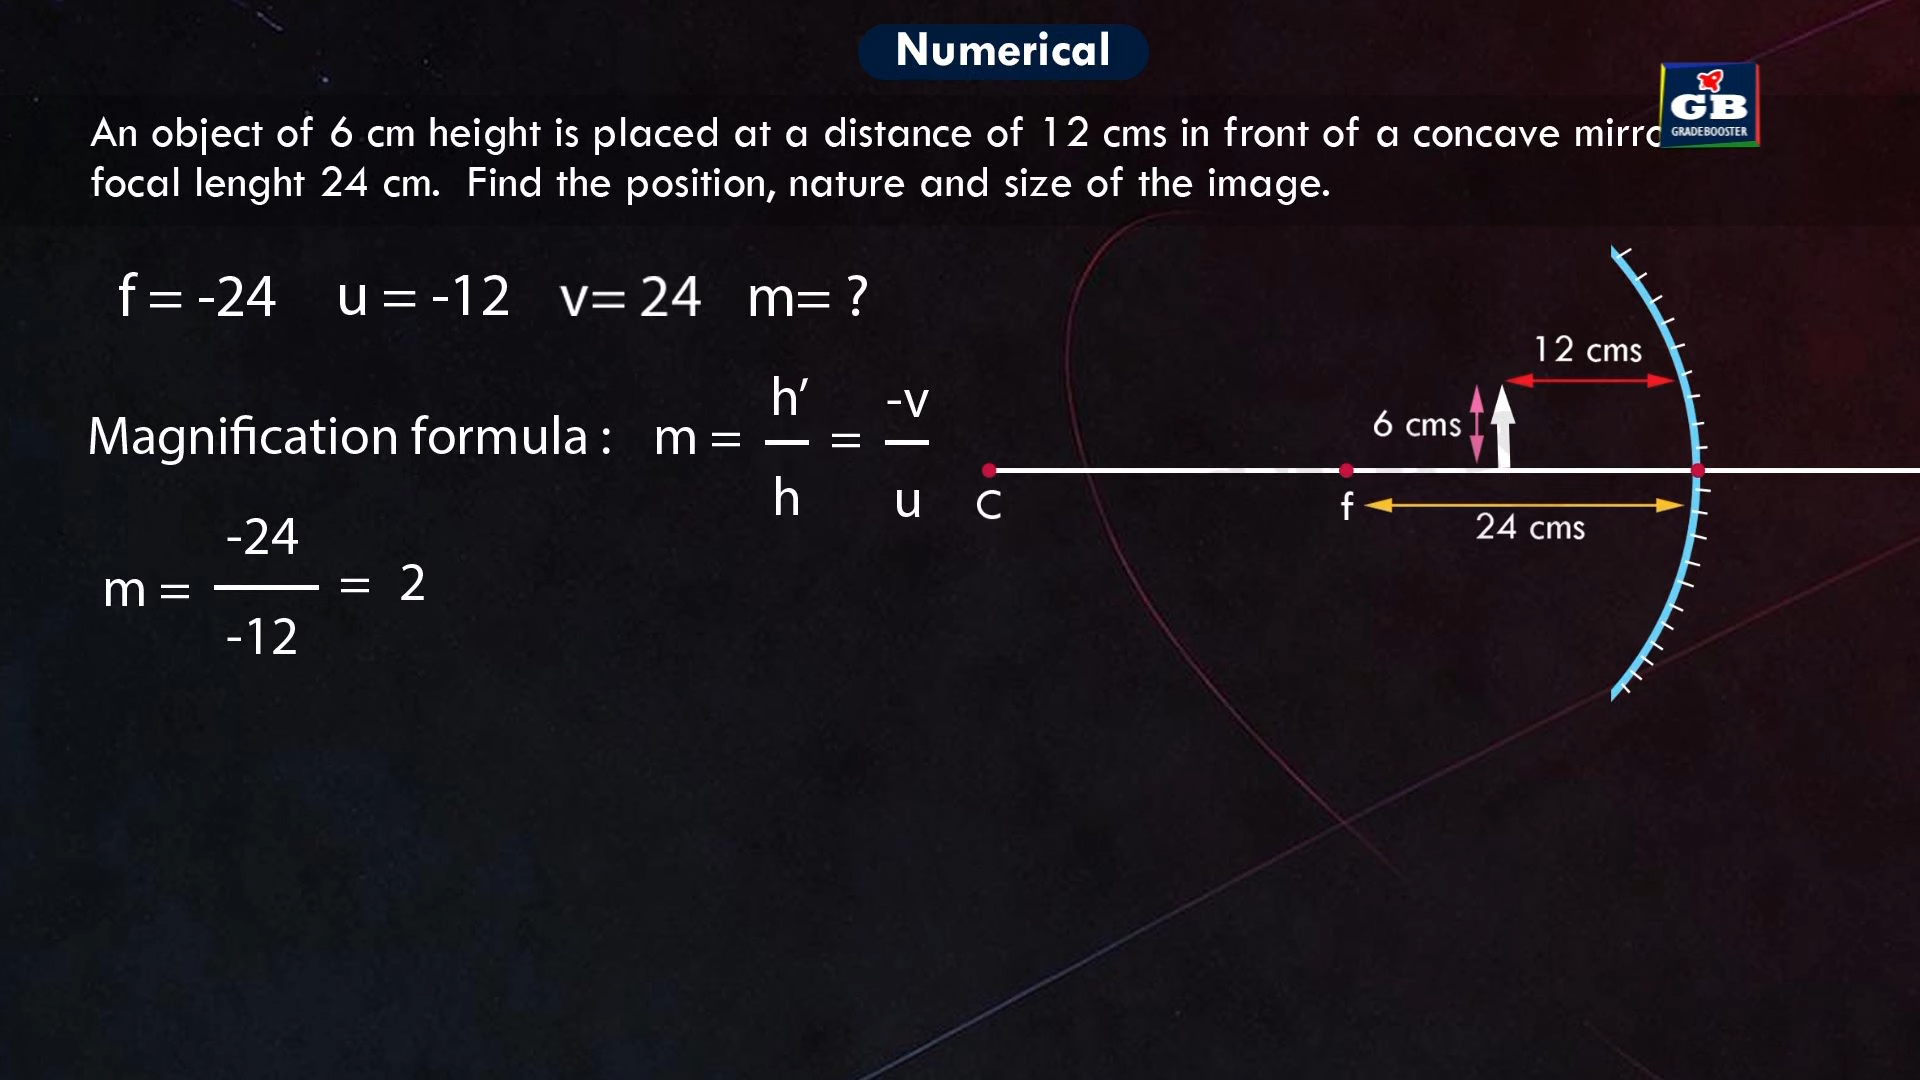 Numerical
GB
GRADEBOOSTER
An object of 6 cm height is placed at a distance of 12 cms in front of a concave
focal lenght 24 cm. Find the position, nature and size of the image.
f = -24 u = -12 v= 24 m= ?
12 cms
6 cms
Magnification formula : m = h’/h = -v/u
C
f
24 cms
m = -24/-12 = 2